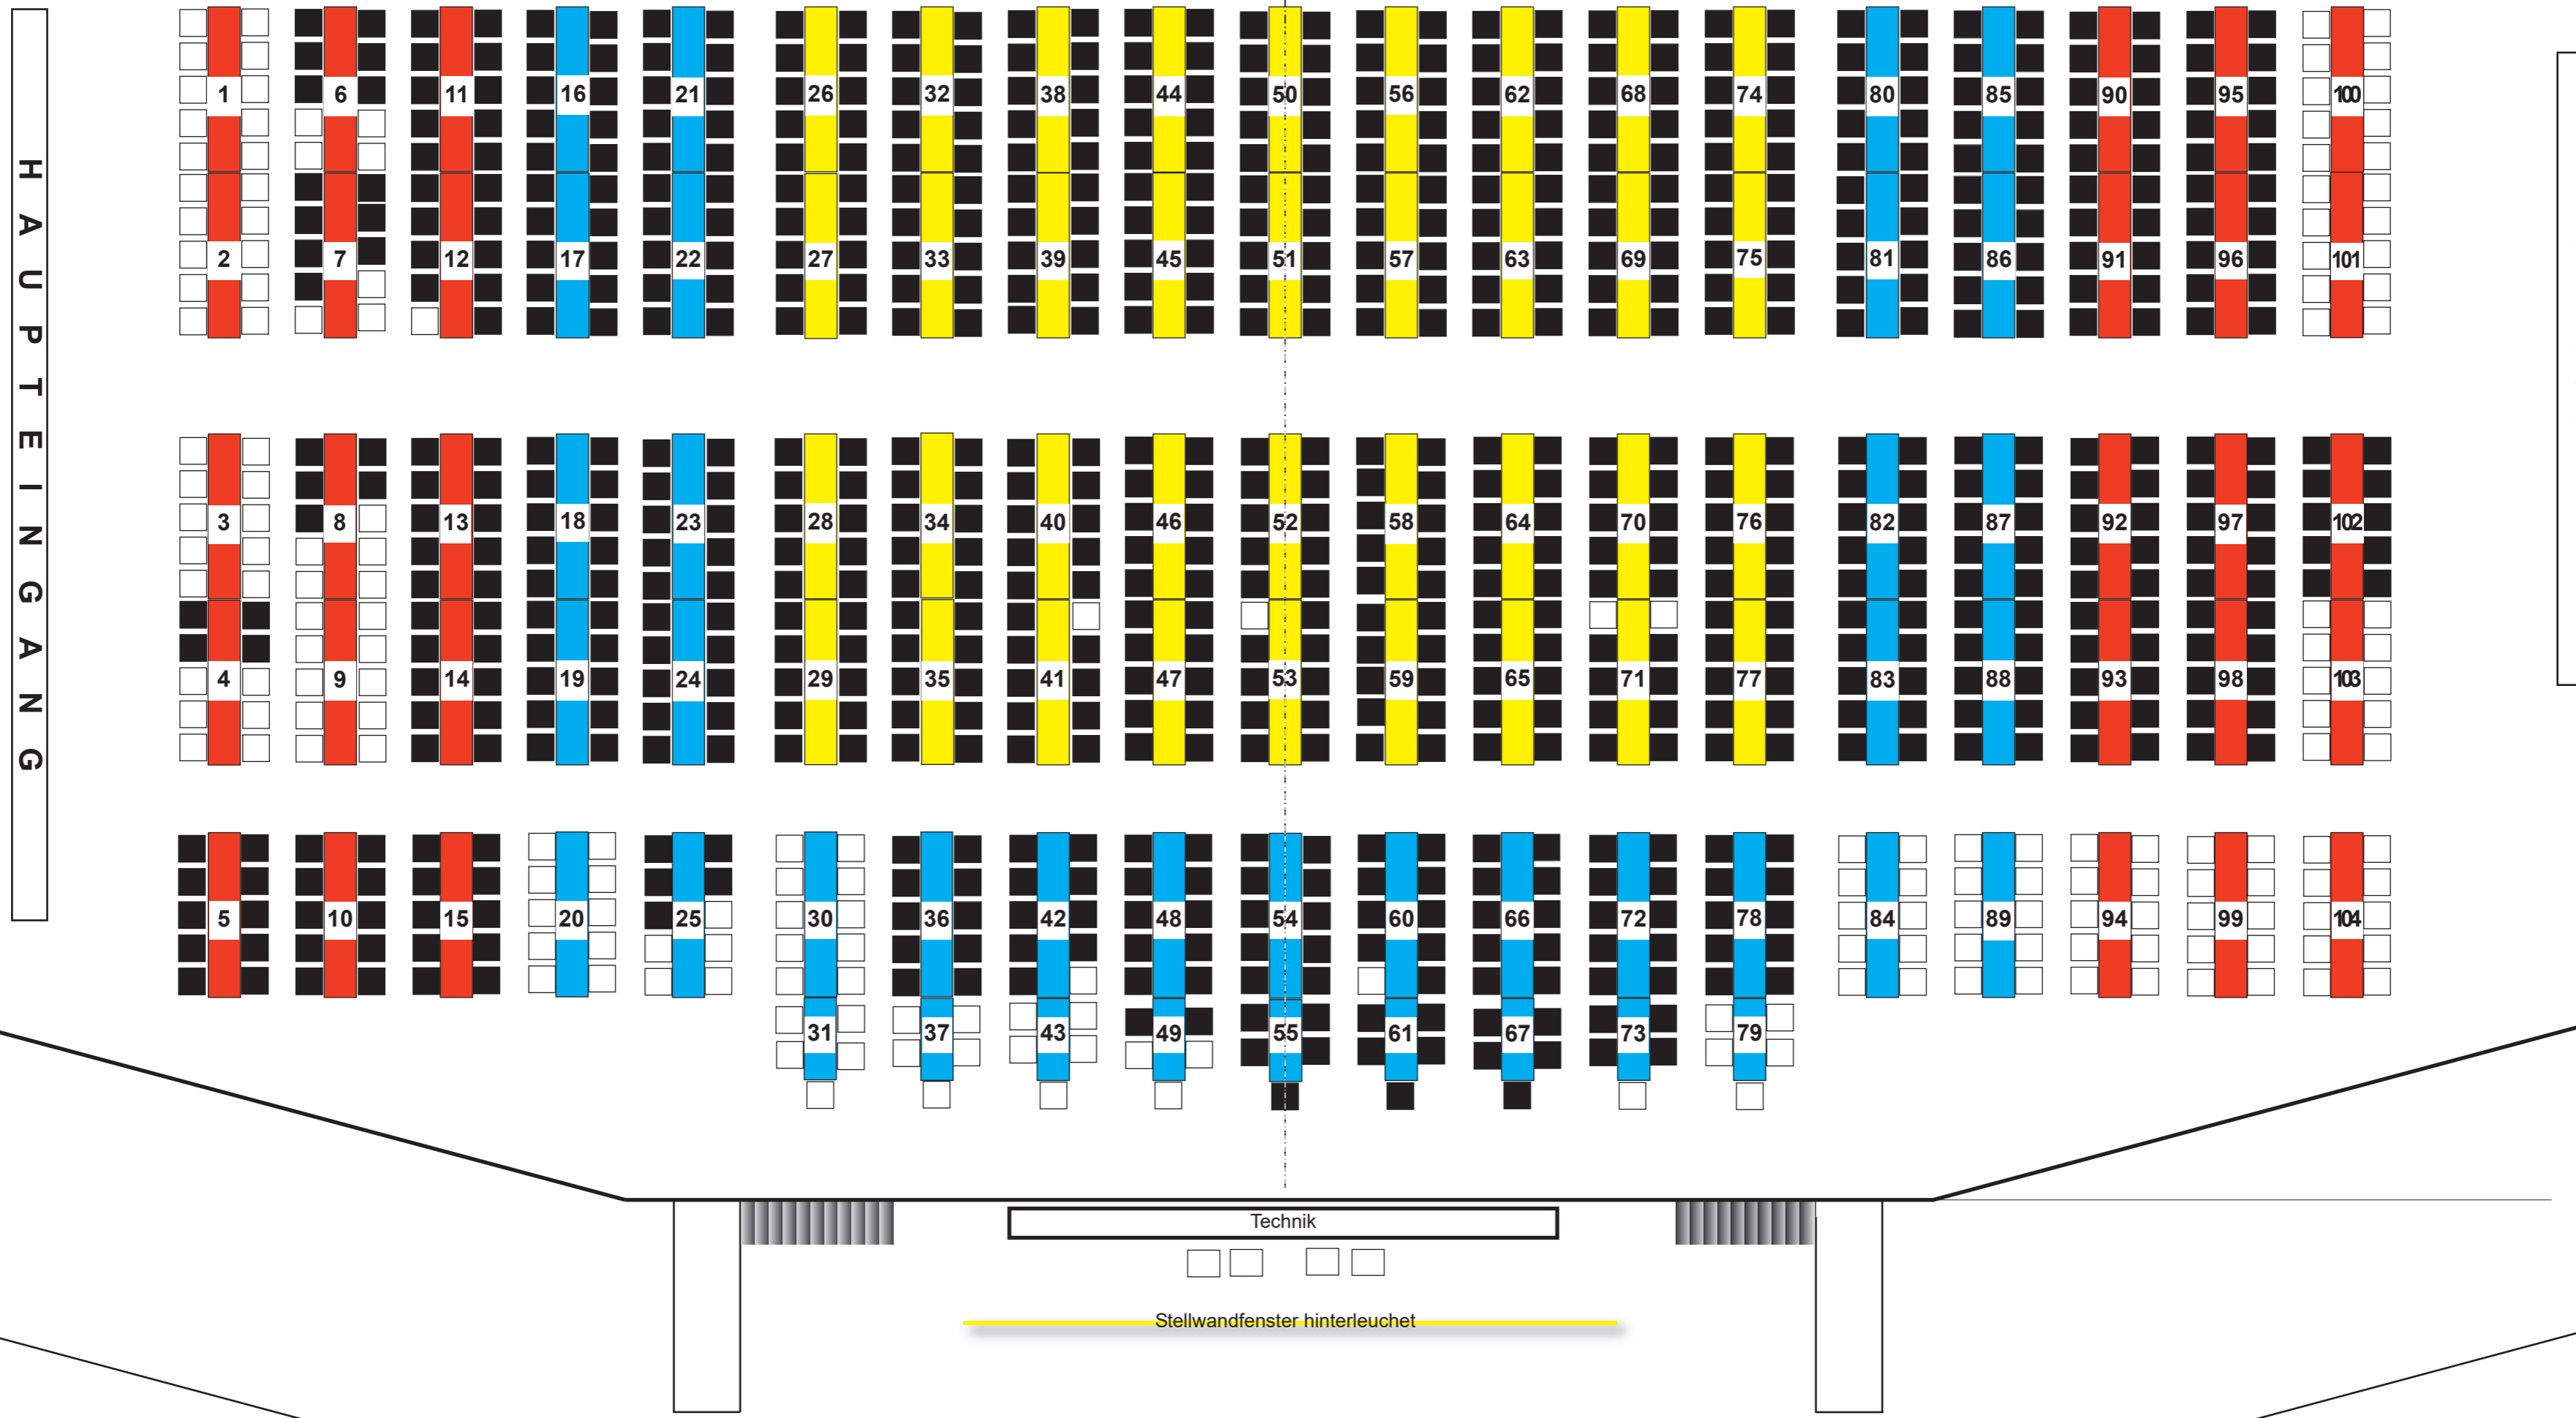 HAUPTEINGANG
1 6 11 16 21 26 32 38 44 50 56 62 68 74 80 85 90 95 100
2 7 12 17 22 27 33 39 45 51 57 63 69 75 81 86 91 96 101
3 8 13 18 23 28 34 40 46 52 58 64 70 76 82 87 92 97 102
4 9 14 19 24 29 35 41 47 53 59 65 71 77 83 88 93 98 103
5 10 15 20 25 30 36 42 48 54 60 66 72 78 84 89 94 99 104
31 37 43 49 55 61 67 73 79
Technik
Stellwandfenster hinterleuchet